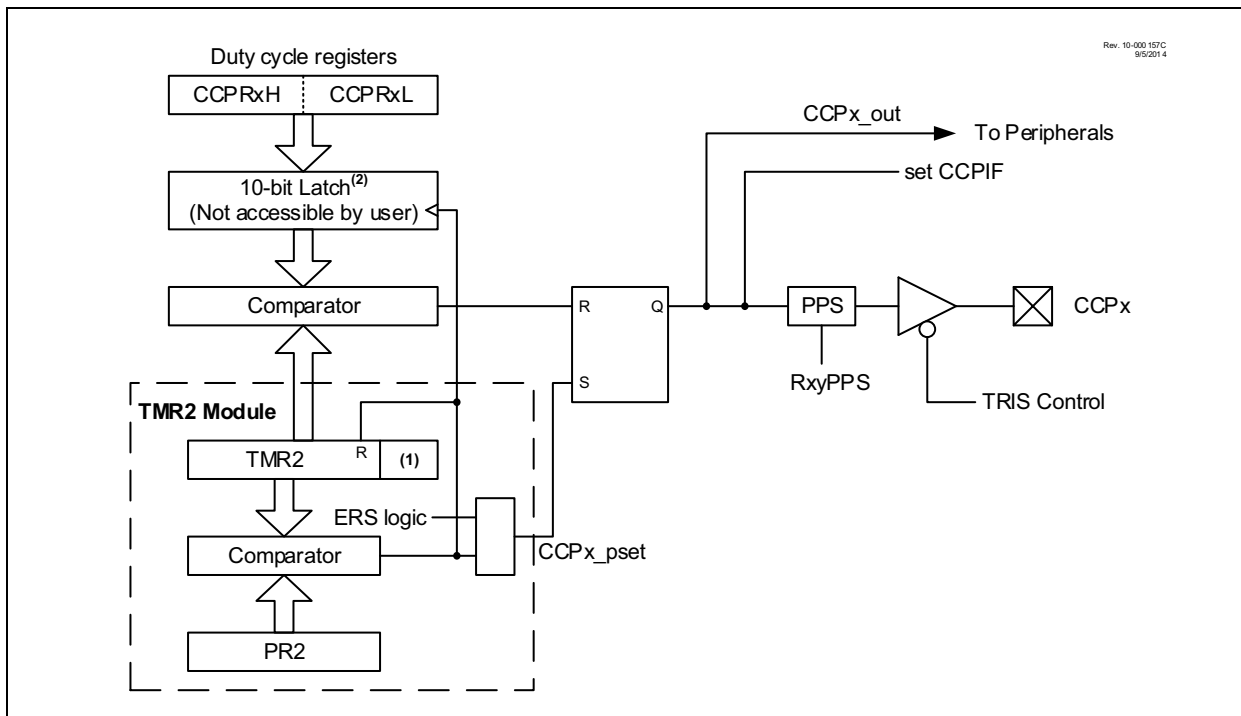 Rev. 10-000 157C
9/5/2014
Duty cycle registers
CCPRxH CCPRxL
CCPx_out
To Peripherals
set CCPIF
10-bit Latch(2)
(Not accessible by user)
Comparator
R Q
PPS
CCPx
RxyPPS
S
TRIS Control
TMR2 Module
TMR2 R (1)
ERS logic
Comparator
CCPx_pset
PR2